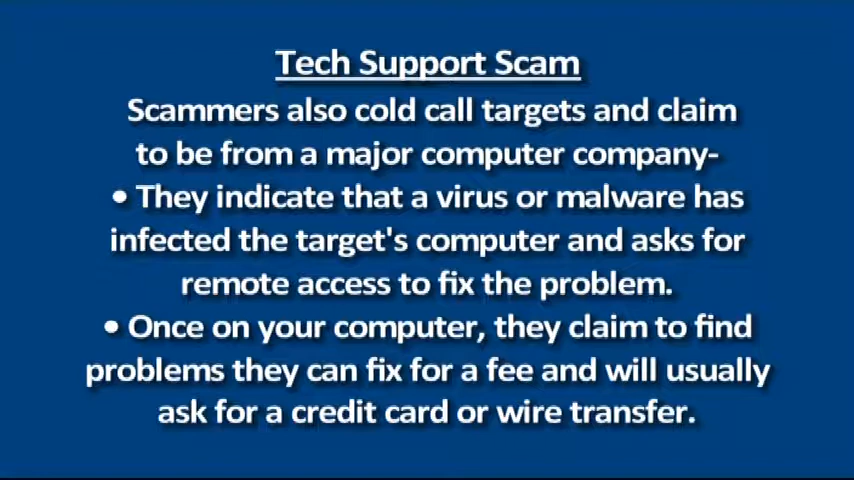 Tech Support Scam
Scammers also cold call targets and claim
to be from a major computer company-
• They indicate that a virus or malware has
infected the target's computer and asks for
remote access to fix the problem.
• Once on your computer, they claim to find
problems they can fix for a fee and will usually
ask for a credit card or wire transfer.